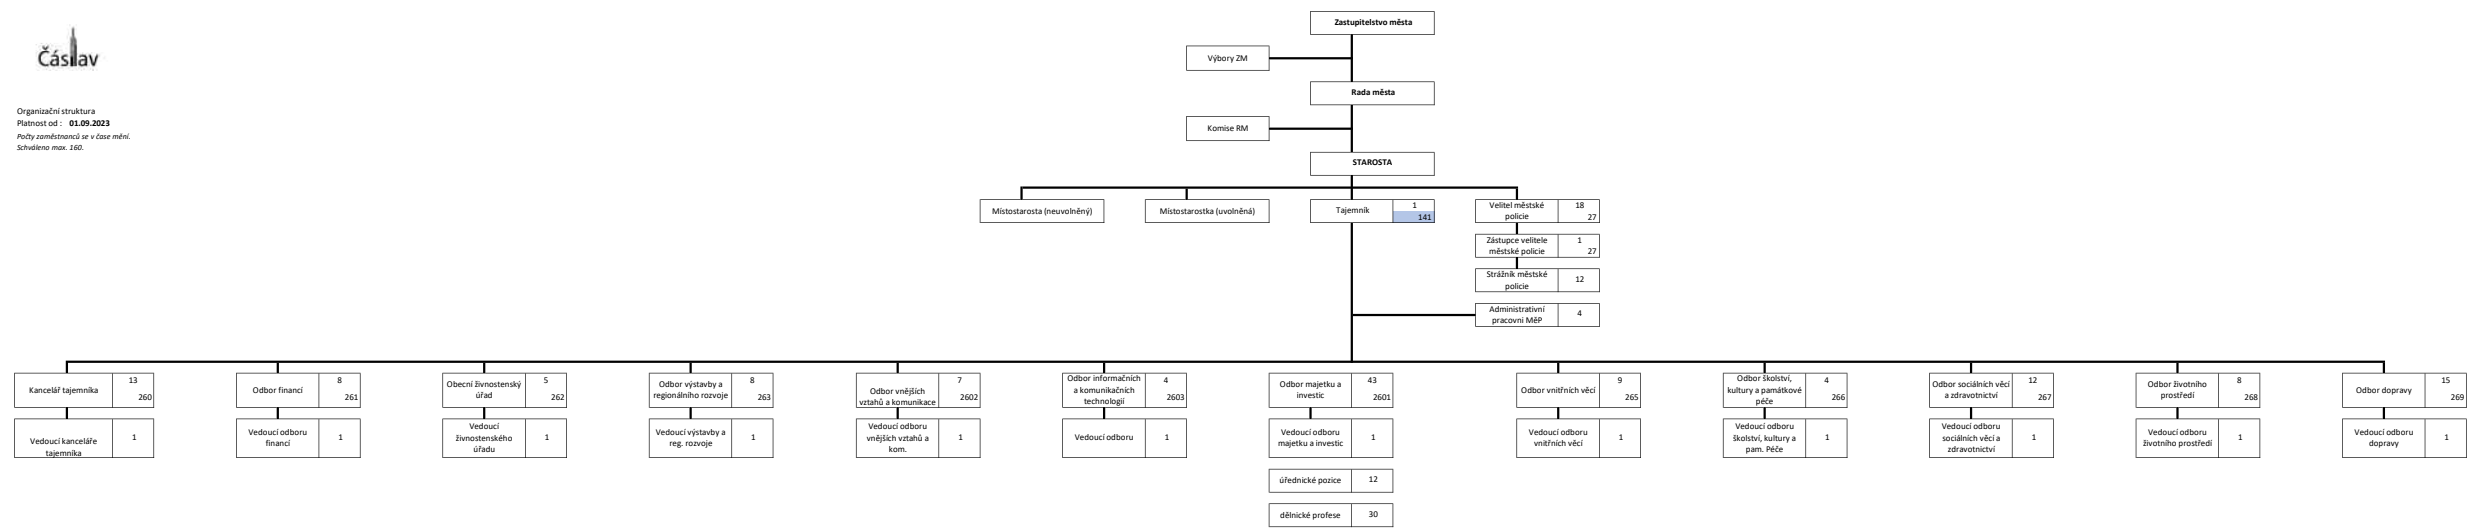 Čáslav
Organizační struktura
Platnost od : 01.09.2023
Počty zaměstnanců se v čase mění.
Schváleno max. 160.
Zastupitelstvo města
Výbory ZM
Rada města
Komise RM
STAROSTA
Místostarosta (neuvolněný)
Místostarostka (uvolněná)
Tajemník
1
141
Velitel městské
policie
18
27
Zástupce velitele
městské policie
1
27
Strážník městské
policie
12
Administrativní
pracovni MěP
4
Kancelář tajemníka
13
260
Odbor financí
8
261
Obecní živnostenský
úřad
5
262
Odbor výstavby a
regionálního rozvoje
8
263
Odbor vnějších
vztahů a komunikace
7
2602
Odbor informačních
a komunikačních
technologií
4
2603
Odbor majetku a
investic
43
2601
Odbor vnitřních věcí
9
265
Odbor školství,
kultury a památkové
péče
4
266
Odbor sociálních věcí
a zdravotnictví
12
267
Odbor životního
prostředí
8
268
Odbor dopravy
15
269
Vedoucí kanceláře
tajemníka
1
Vedoucí odboru
financí
1
Vedoucí
živnostenského
úřadu
1
Vedoucí výstavby a
reg. rozvoje
1
Vedoucí odboru
vnějších vztahů a
kom.
1
Vedoucí odboru
1
Vedoucí odboru
majetku a investic
1
Vedoucí odboru
vnitřních věcí
1
Vedoucí odboru
školství, kultury a
pam. Péče
1
Vedoucí odboru
sociálních věcí a
zdravotnictví
1
Vedoucí odboru
životního prostředí
1
Vedoucí odboru
dopravy
1
úřednické pozice
12
dělnické profese
30